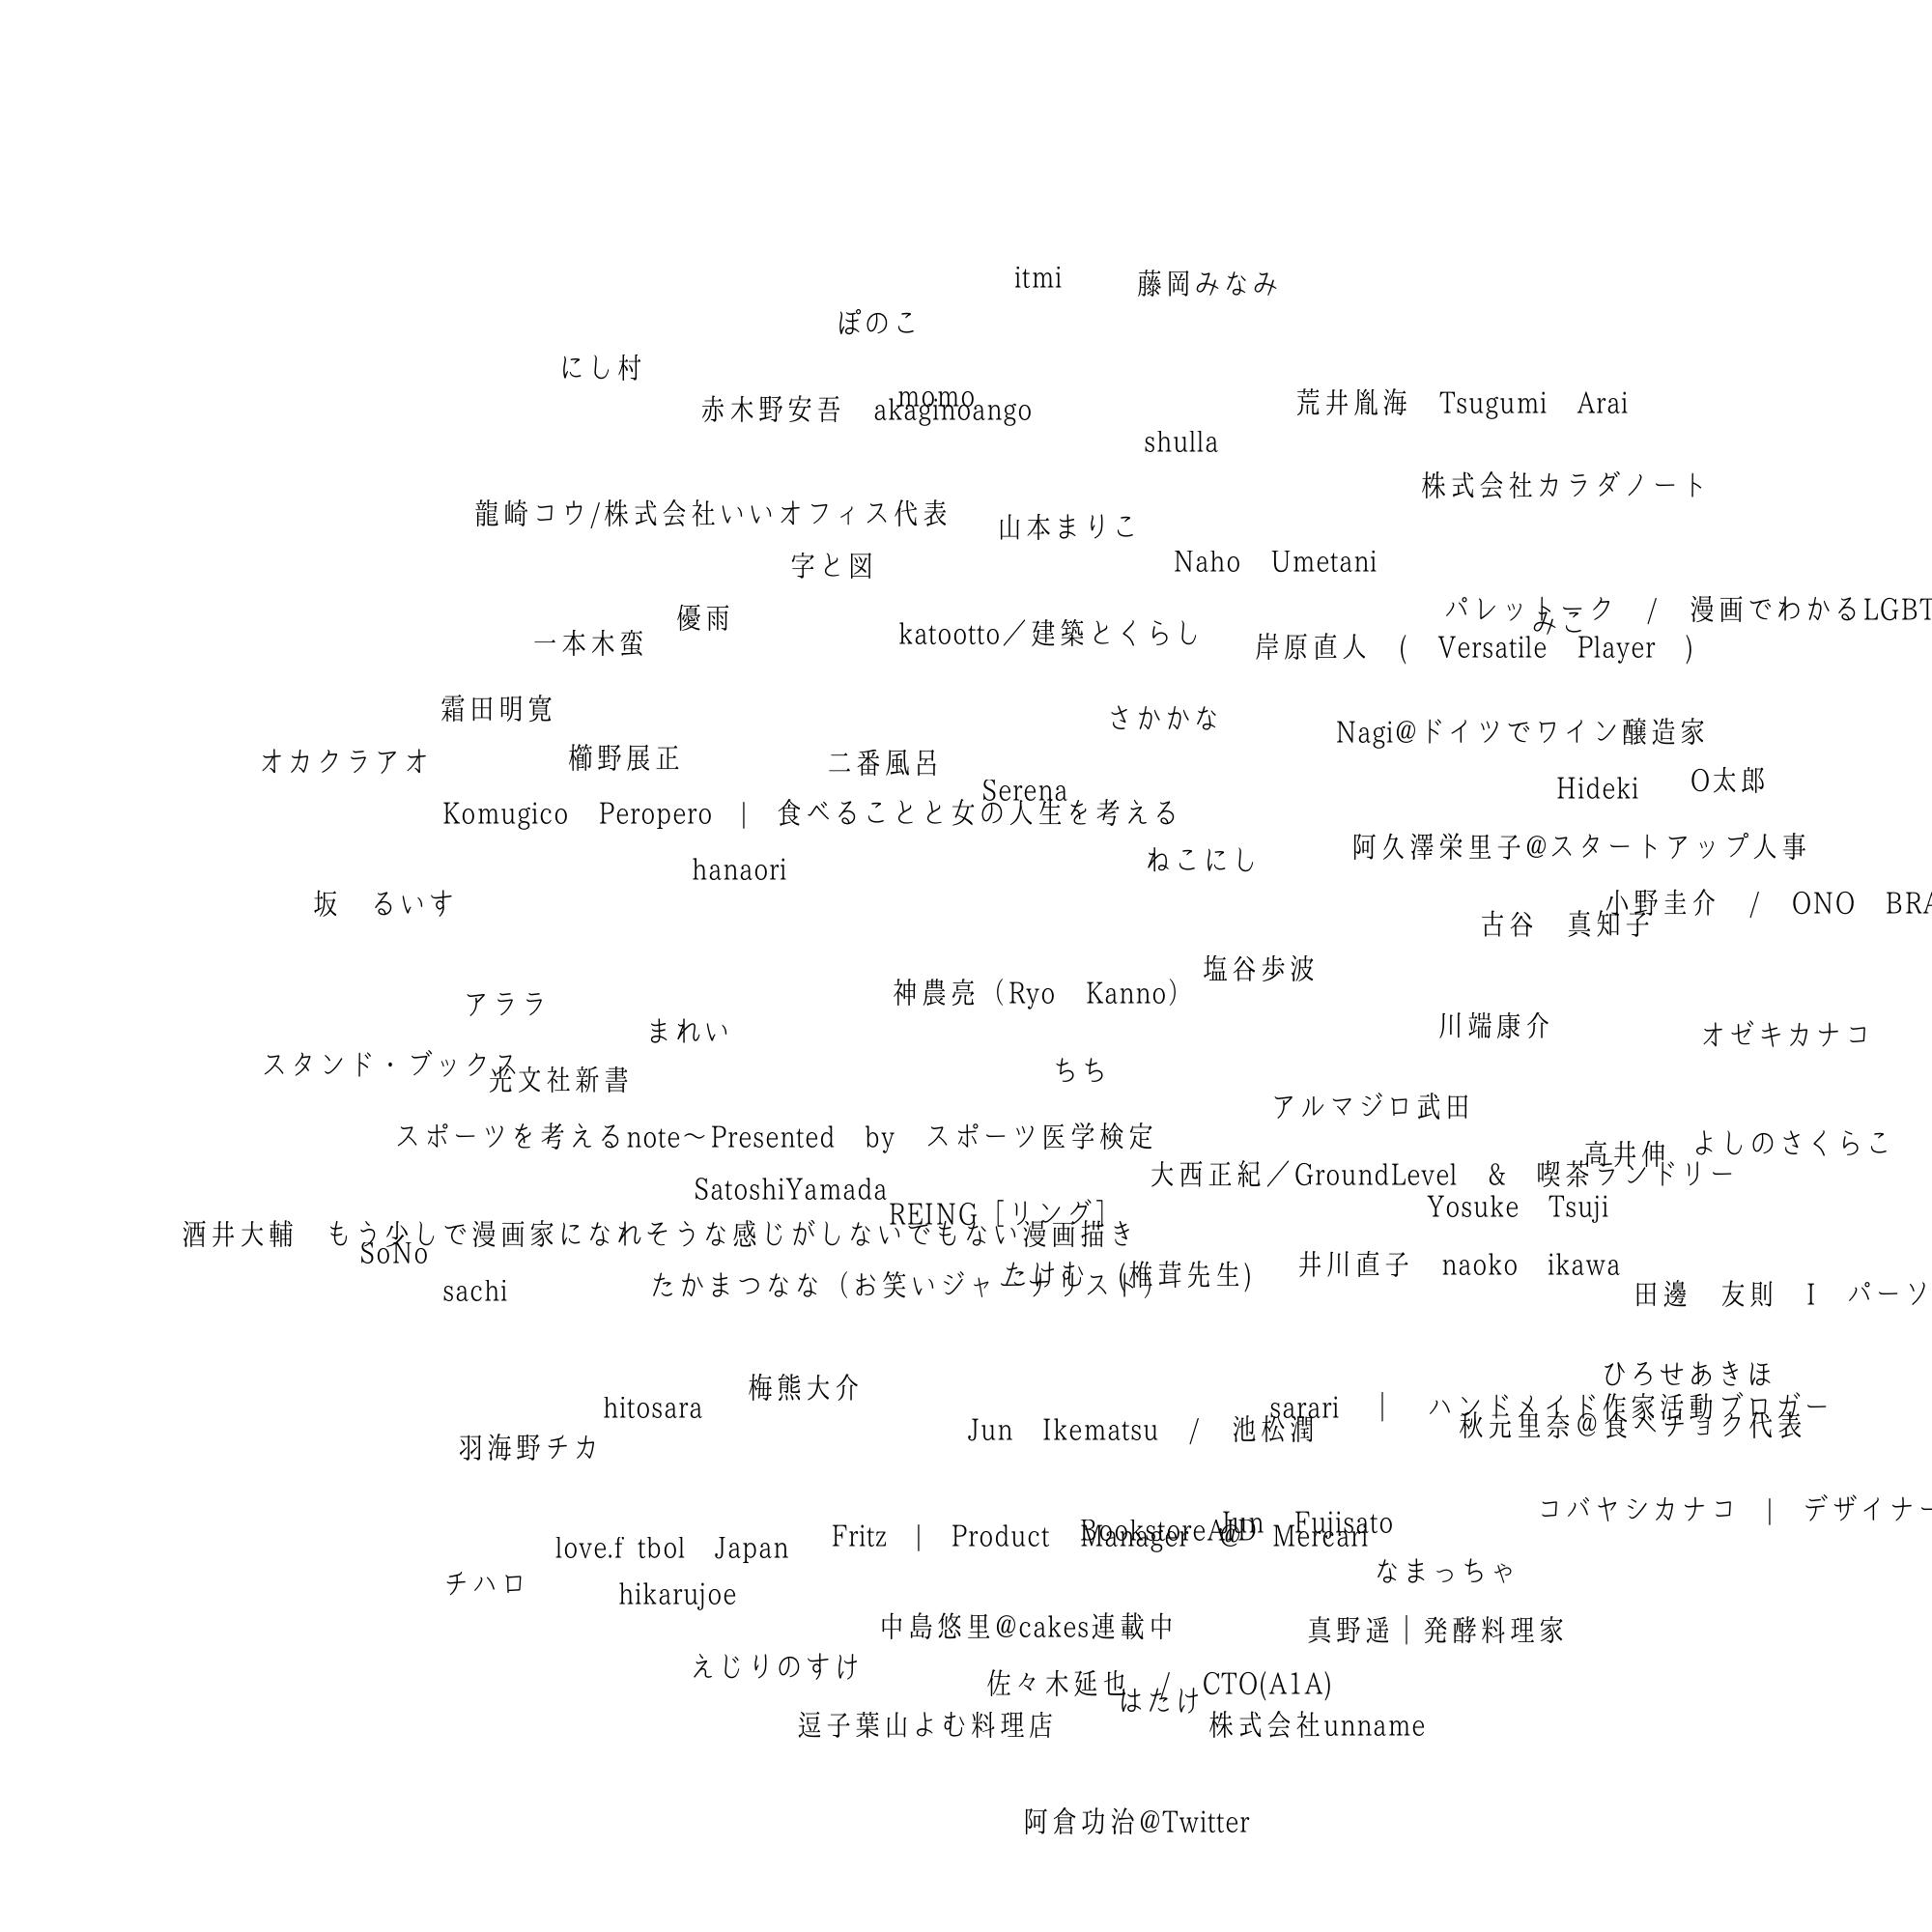 itmi
藤岡みなみ
ぽのこ
にし村
momo
赤木野安吾　akaginoango
荒井胤海　Tsugumi　Arai
shulla
株式会社カラダノート
龍崎コウ/株式会社いいオフィス代表
山本まりこ
字と図
Naho　Umetani
パレットーク　/　漫画でわかるLGBT
優雨
みこ
一本木蛮
katootto／建築とくらし
岸原直人　(　Versatile　Player　)
霜田明寛
さかかな
Nagi@ドイツでワイン醸造家
オカクラアオ
櫛野展正
二番風呂
Serena
Hideki
O太郎
Komugico　Peropero　|　食べることと女の人生を考える
阿久澤栄里子@スタートアップ人事
ねこにし
hanaori
坂　るいす
小野圭介　/　ONO　BRA
古谷　真知子
塩谷歩波
神農亮（Ryo　Kanno）
アララ
まれい
川端康介
オゼキカナコ
スタンド・ブックス
光文社新書
ちち
アルマジロ武田
スポーツを考えるnote〜Presented　by　スポーツ医学検定
高井伸
よしのさくらこ
大西正紀／GroundLevel　&　喫茶ランドリー
SatoshiYamada
REING［リング］
Yosuke　Tsuji
酒井大輔　もう少しで漫画家になれそうな感じがしないでもない漫画描き
SoNo
たけむ　(椎茸先生)
井川直子　naoko　ikawa
sachi
たかまつなな（お笑いジャーナリスト）
田邊　友則　I　パーソ
ひろせあきほ
梅熊大介
hitosara
sarari　|　ハンドメイド作家活動ブロガー
秋元里奈@食べチョク代表
Jun　Ikematsu　/　池松潤
羽海野チカ
コバヤシカナコ　|　デザイナー
Jun　Fujisato
BookstoreAID
Fritz　|　Product　Manager　@　Mercari
love.f tbol　Japan
なまっちゃ
チハロ
hikarujoe
中島悠里@cakes連載中
真野遥｜発酵料理家
えじりのすけ
佐々木延也　/　CTO(A1A)
はたけ
逗子葉山よむ料理店
株式会社unname
阿倉功治@Twitter